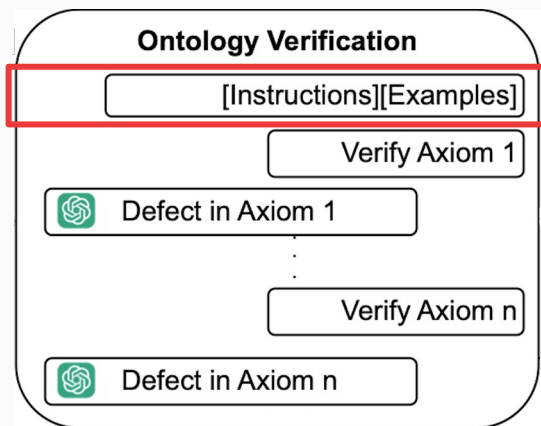 Ontology Verification
[Instructions][Examples]
Verify Axiom 1
Defect in Axiom 1
Verify Axiom n
Defect in Axiom n